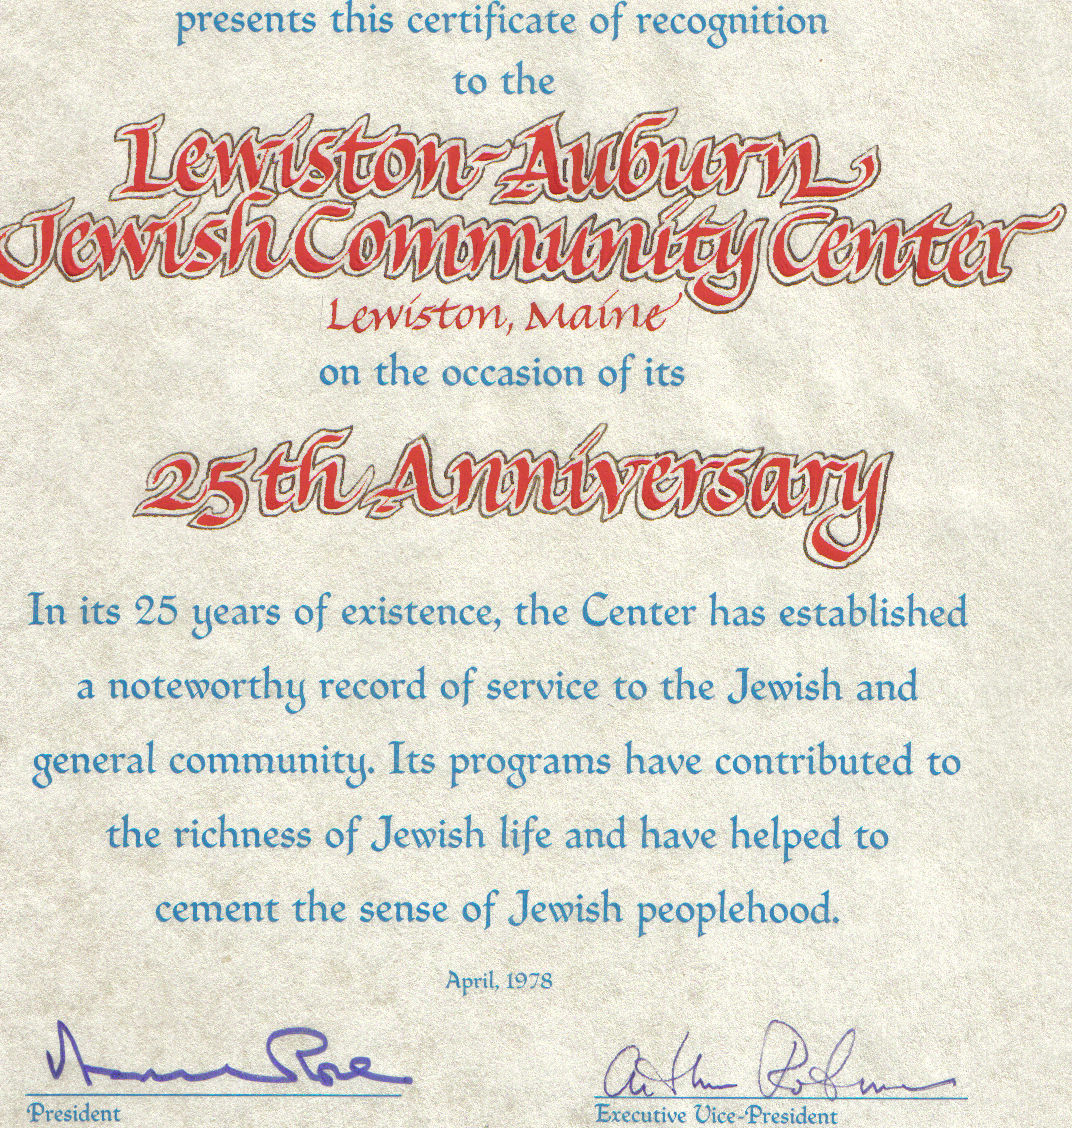 presents this certificate of recognition
to the
Lewiston-Auburn
Jewish Community Center
Lewiston, Maine
on the occasion of its
25th Anniversary
In its 25 years of existence, the Center has established
a noteworthy record of service to the Jewish and
general community. Its programs have contributed to
the richness of Jewish life and have helped to
cement the sense of Jewish peoplehood.
April, 1978
Arthur
President
Executive Vice-President